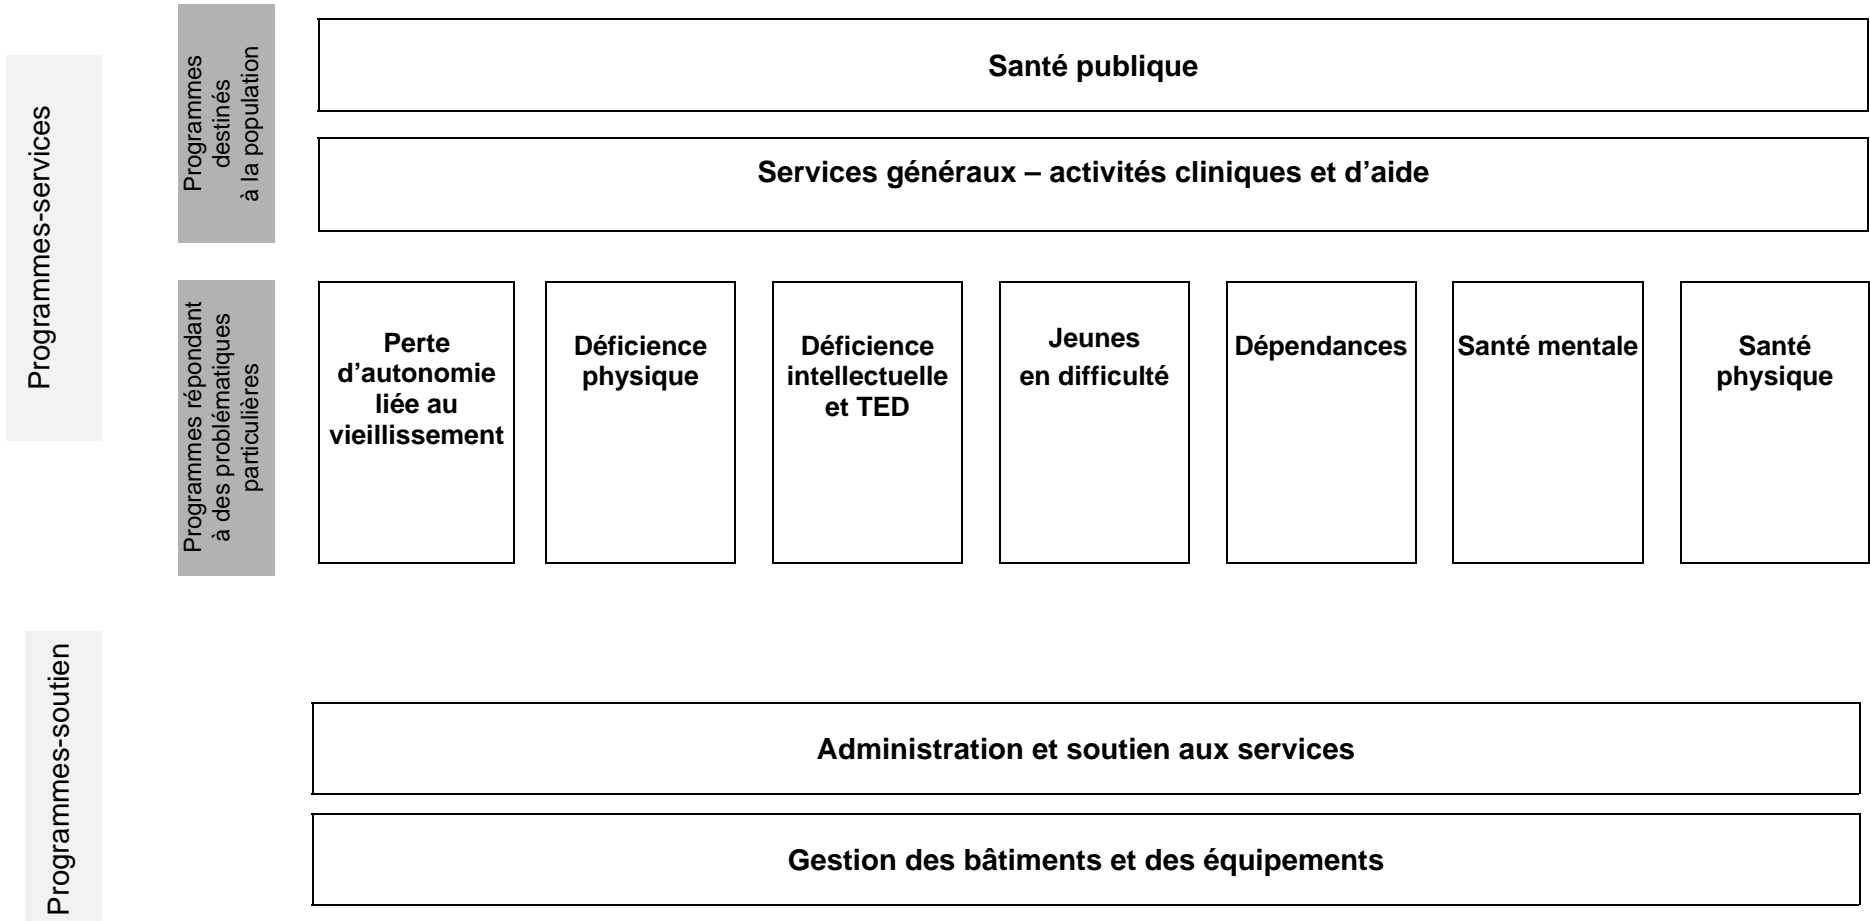 Programmes-services
Programmes
destinés
à la population
Santé publique
Services généraux – activités cliniques et d’aide
Programmes répondant
à des problématiques
particulières
Perte
d’autonomie
liée au
vieillissement
Déficience
physique
Déficience
intellectuelle
et TED
Jeunes
en difficulté
Dépendances
Santé mentale
Santé
physique
Programmes-soutien
Administration et soutien aux services
Gestion des bâtiments et des équipements